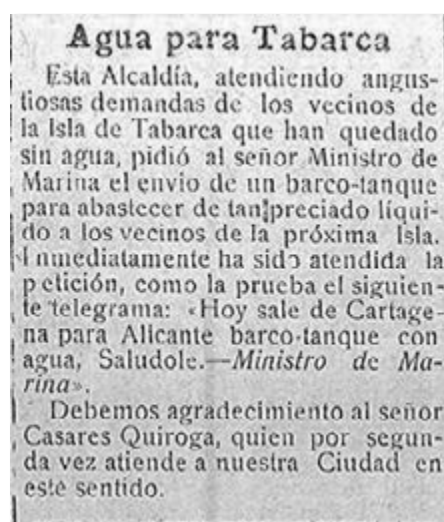 Agua para Tabarca
Esta Alcaldía, atendiendo angus-
tiosas demandas de los vecinos de
la Isla de Tabarca que han quedado
sin agua, pidió al señor Ministro de
Marina el envio de un barco-tanque
para abastecer de tan preciado líqui-
do a los vecinos de la próxima Isla.
Inmediatamente ha sido atendida la
petición, como la prueba el siguien-
te telegrama: «Hoy sale de Cartage-
na para Alicante barco-tanque con
agua, Saludole.—Ministro de Ma-
rina».
Debemos agradecimiento al señor
Casares Quiroga, quien por segun-
da vez atiende a nuestra Ciudad en
este sentido.